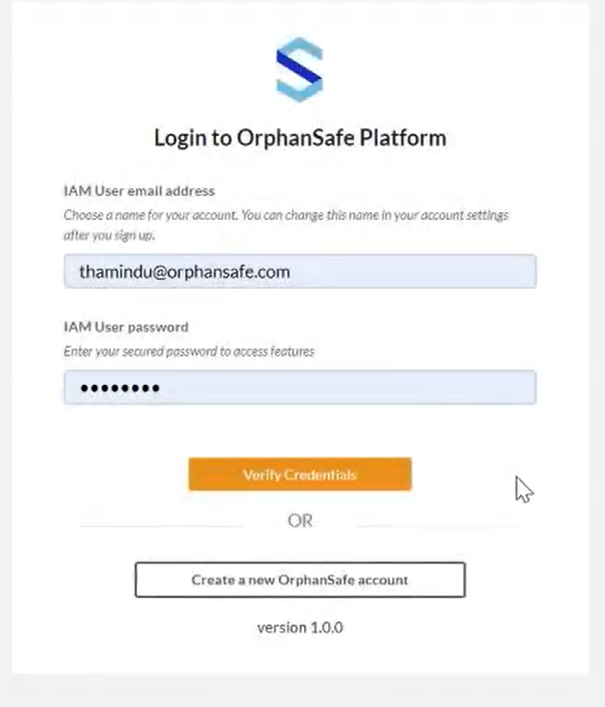 Login to OrphanSafe Platform
IAM User email address
Choose a name for your account. You can change this name in your account settings
after you sign up.
thamindu@orphansafe.com
IAM User password
Enter your secured password to access features
••••••••
Verify Credentials
OR
Create a new OrphanSafe account
version 1.0.0